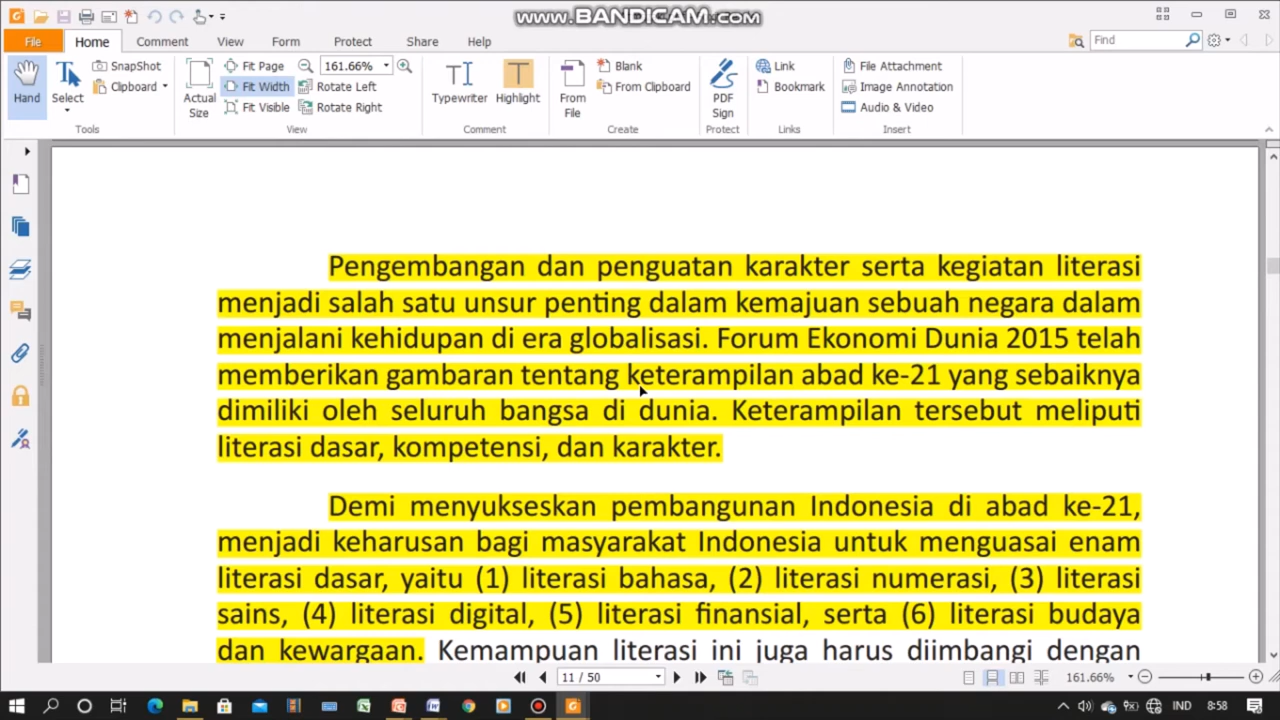 www.BANDICAM.com
File Home Comment View Form Protect Share Help Find
SnapShot Fit Page 161.66% Rotate Left Blank Link File Attachment
Hand Select Clipboard Actual Size Fit Width Typewriter Highlight From File From Clipboard PDF Sign Bookmark Image Annotation
Fit Visible Rotate Right Audio & Video
Tools View Comment Create Protect Links Insert
Pengembangan dan penguatan karakter serta kegiatan literasi
menjadi salah satu unsur penting dalam kemajuan sebuah negara dalam
menjalani kehidupan di era globalisasi. Forum Ekonomi Dunia 2015 telah
memberikan gambaran tentang keterampilan abad ke-21 yang sebaiknya
dimiliki oleh seluruh bangsa di dunia. Keterampilan tersebut meliputi
literasi dasar, kompetensi, dan karakter.
Demi menyukseskan pembangunan Indonesia di abad ke-21,
menjadi keharusan bagi masyarakat Indonesia untuk menguasai enam
literasi dasar, yaitu (1) literasi bahasa, (2) literasi numerasi, (3) literasi
sains, (4) literasi digital, (5) literasi finansial, serta (6) literasi budaya
dan kewargaan. Kemampuan literasi ini juga harus diimbangi dengan
11 / 50 161.66%
IND 8:58